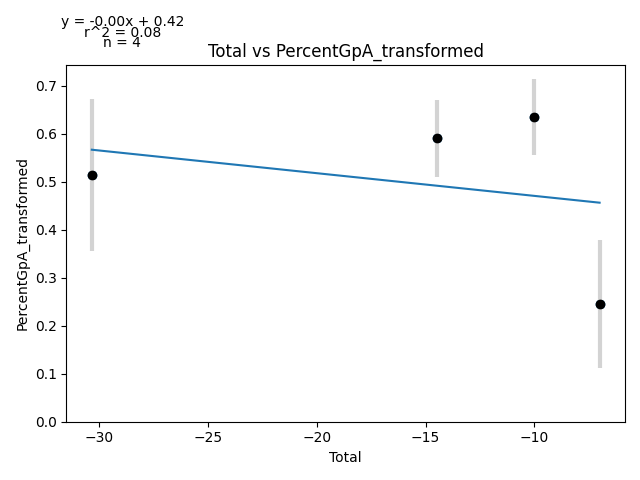 y = -0.00x + 0.42
r^2 = 0.08
n = 4
Total vs PercentGpA_transformed
PercentGpA_transformed
0.7
0.6
0.5
0.4
0.3
0.2
0.1
0.0
−30
−25
−20
−15
−10
Total